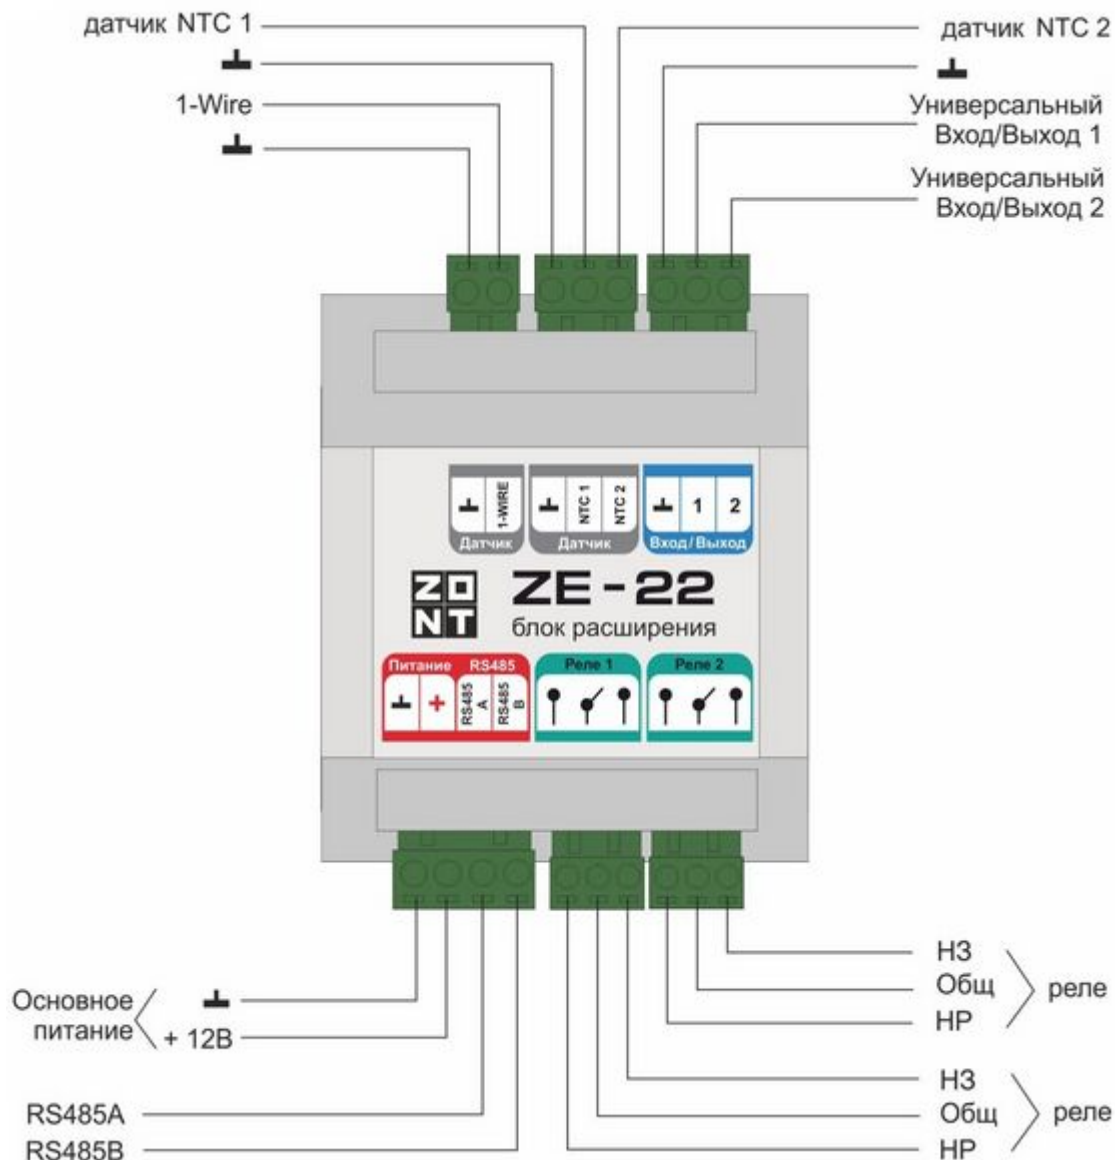 датчик NTC 1
1-Wire
датчик NTC 2
Универсальный
Вход/Выход 1
Универсальный
Вход/Выход 2
1-WIRE
Датчик
NTC 1
NTC 2
Датчик
1 2
Вход/Выход
ZONT
ZE-22
блок расширения
Питание RS485
+
RS485 A
RS485 B
Реле 1
Реле 2
Основное
питание
+ 12В
RS485A
RS485B
НЗ
Общ
НР
реле
НЗ
Общ
НР
реле